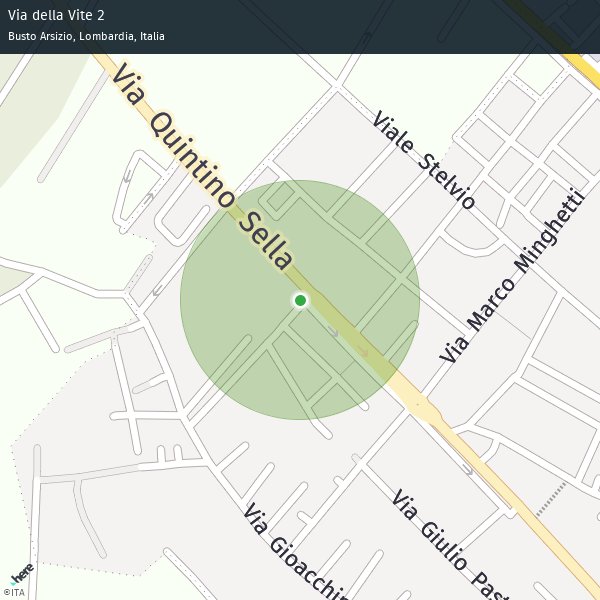 Via della Vite 2
Busto Arsizio, Lombardia, Italia
Via Quintino Sella
Viale Stelvio
Via Marco Minghetti
Via Giulio Past
Via Gioacchin
here
©ITA